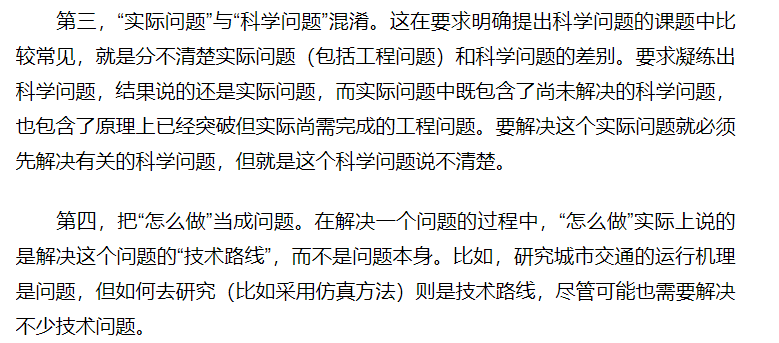 第三，“实际问题”与“科学问题”混淆。这在要求明确提出科学问题的课题中比
较常见，就是分不清楚实际问题（包括工程问题）和科学问题的差别。要求凝练出
科学问题，结果说的还是实际问题，而实际问题中既包含了尚未解决的科学问题，
也包含了原理上已经突破但实际尚需完成的工程问题。要解决这个实际问题就必须
先解决有关的科学问题，但就是这个科学问题说不清楚。
第四，把“怎么做”当成问题。在解决一个问题的过程中，“怎么做”实际上说的
是解决这个问题的“技术路线”，而不是问题本身。比如，研究城市交通的运行机理
是问题，但如何去研究（比如采用仿真方法）则是技术路线，尽管可能也需要解决
不少技术问题。